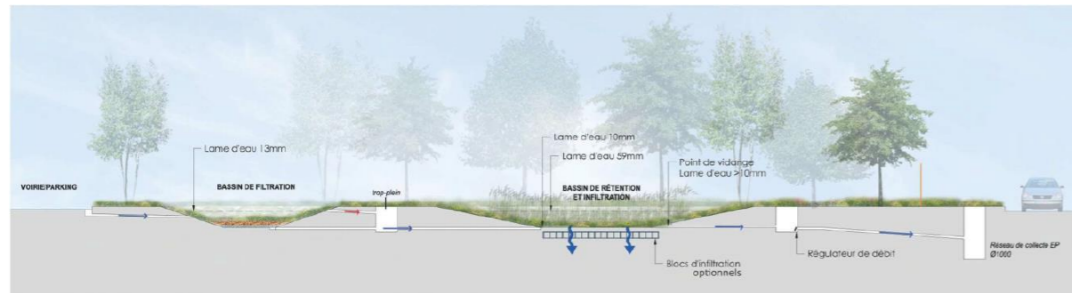 VOIRIE/PARKING
Lame d'eau 13mm
BASSIN DE FILTRATION
trop-plein
Lame d'eau 10mm
Lame d'eau 59mm
BASSIN DE RÉTENTION
ET INFILTRATION
Point de vidange
Lame d'eau >10mm
Blocs d'infiltration
optionnels
Régulateur de débit
Réseau de collecte EP
Ø1000